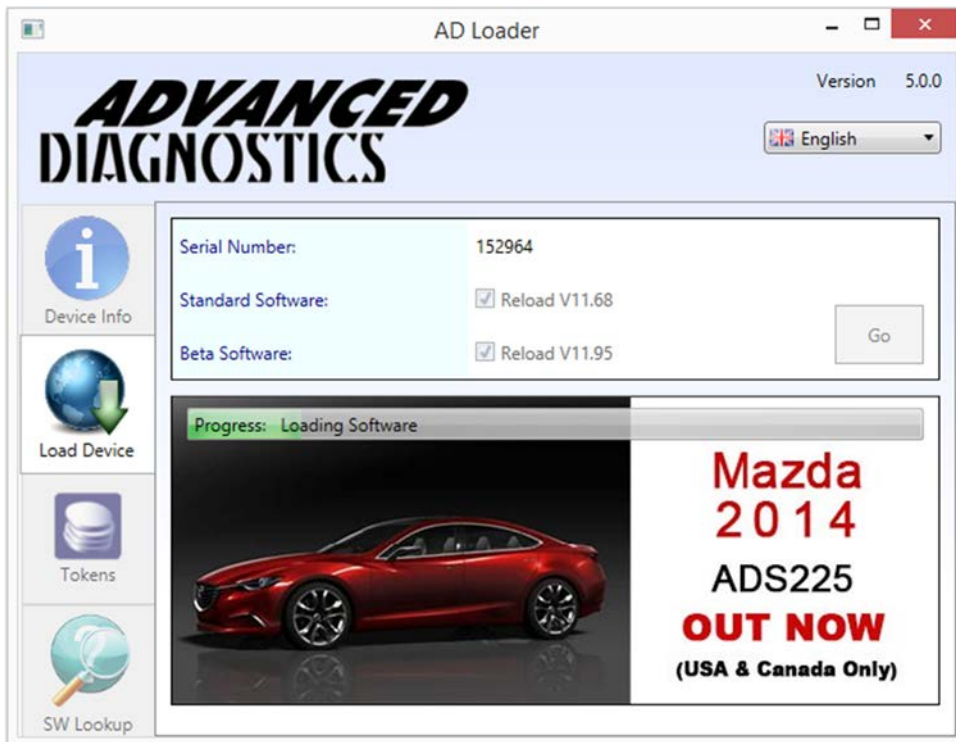 AD Loader
ADVANCED
DIAGNOSTICS
Version 5.0.0
English
Device Info
Load Device
Tokens
SW Lookup
Serial Number: 152964
Standard Software: Reload V11.68
Beta Software: Reload V11.95
Go
Progress: Loading Software
Mazda
2014
ADS225
OUT NOW
(USA & Canada Only)